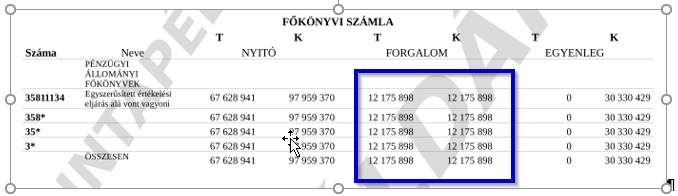 FŐKÖNYVI SZÁMLA
T K T K T K
Száma Neve NYITÓ FORGALOM EGYENLEG
PÉNZÜGYI
ÁLLOMÁNYI
FŐKÖNYVEK
35811134 Egyszerűsített értékelési eljárás alá vont vagyoni 67 628 941 97 959 370 12 175 898 12 175 898 0 30 330 429
358* 67 628 941 97 959 370 12 175 898 12 175 898 0 30 330 429
35* 67 628 941 97 959 370 12 175 898 12 175 898 0 30 330 429
3* 67 628 941 97 959 370 12 175 898 12 175 898 0 30 330 429
ÖSSZESEN 67 628 941 97 959 370 12 175 898 12 175 898 0 30 330 429